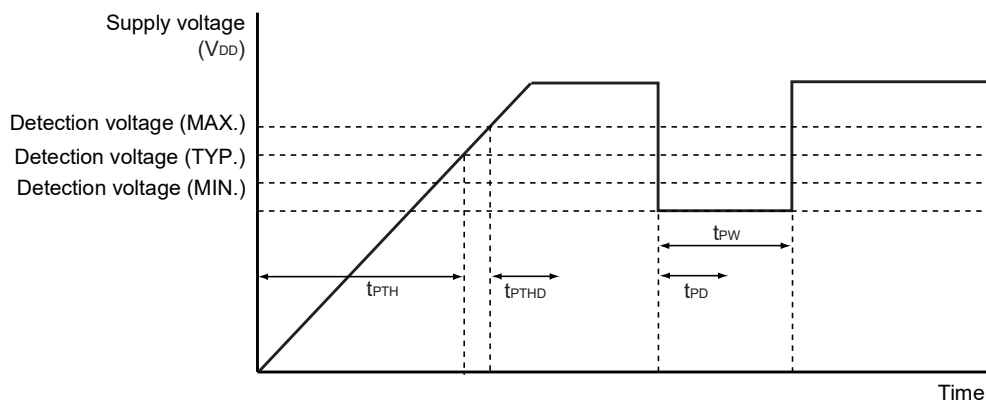 Supply voltage
(VDD)
Detection voltage (MAX.)
Detection voltage (TYP.)
Detection voltage (MIN.)
tPW
tPTH
tPTHD
tPD
Time